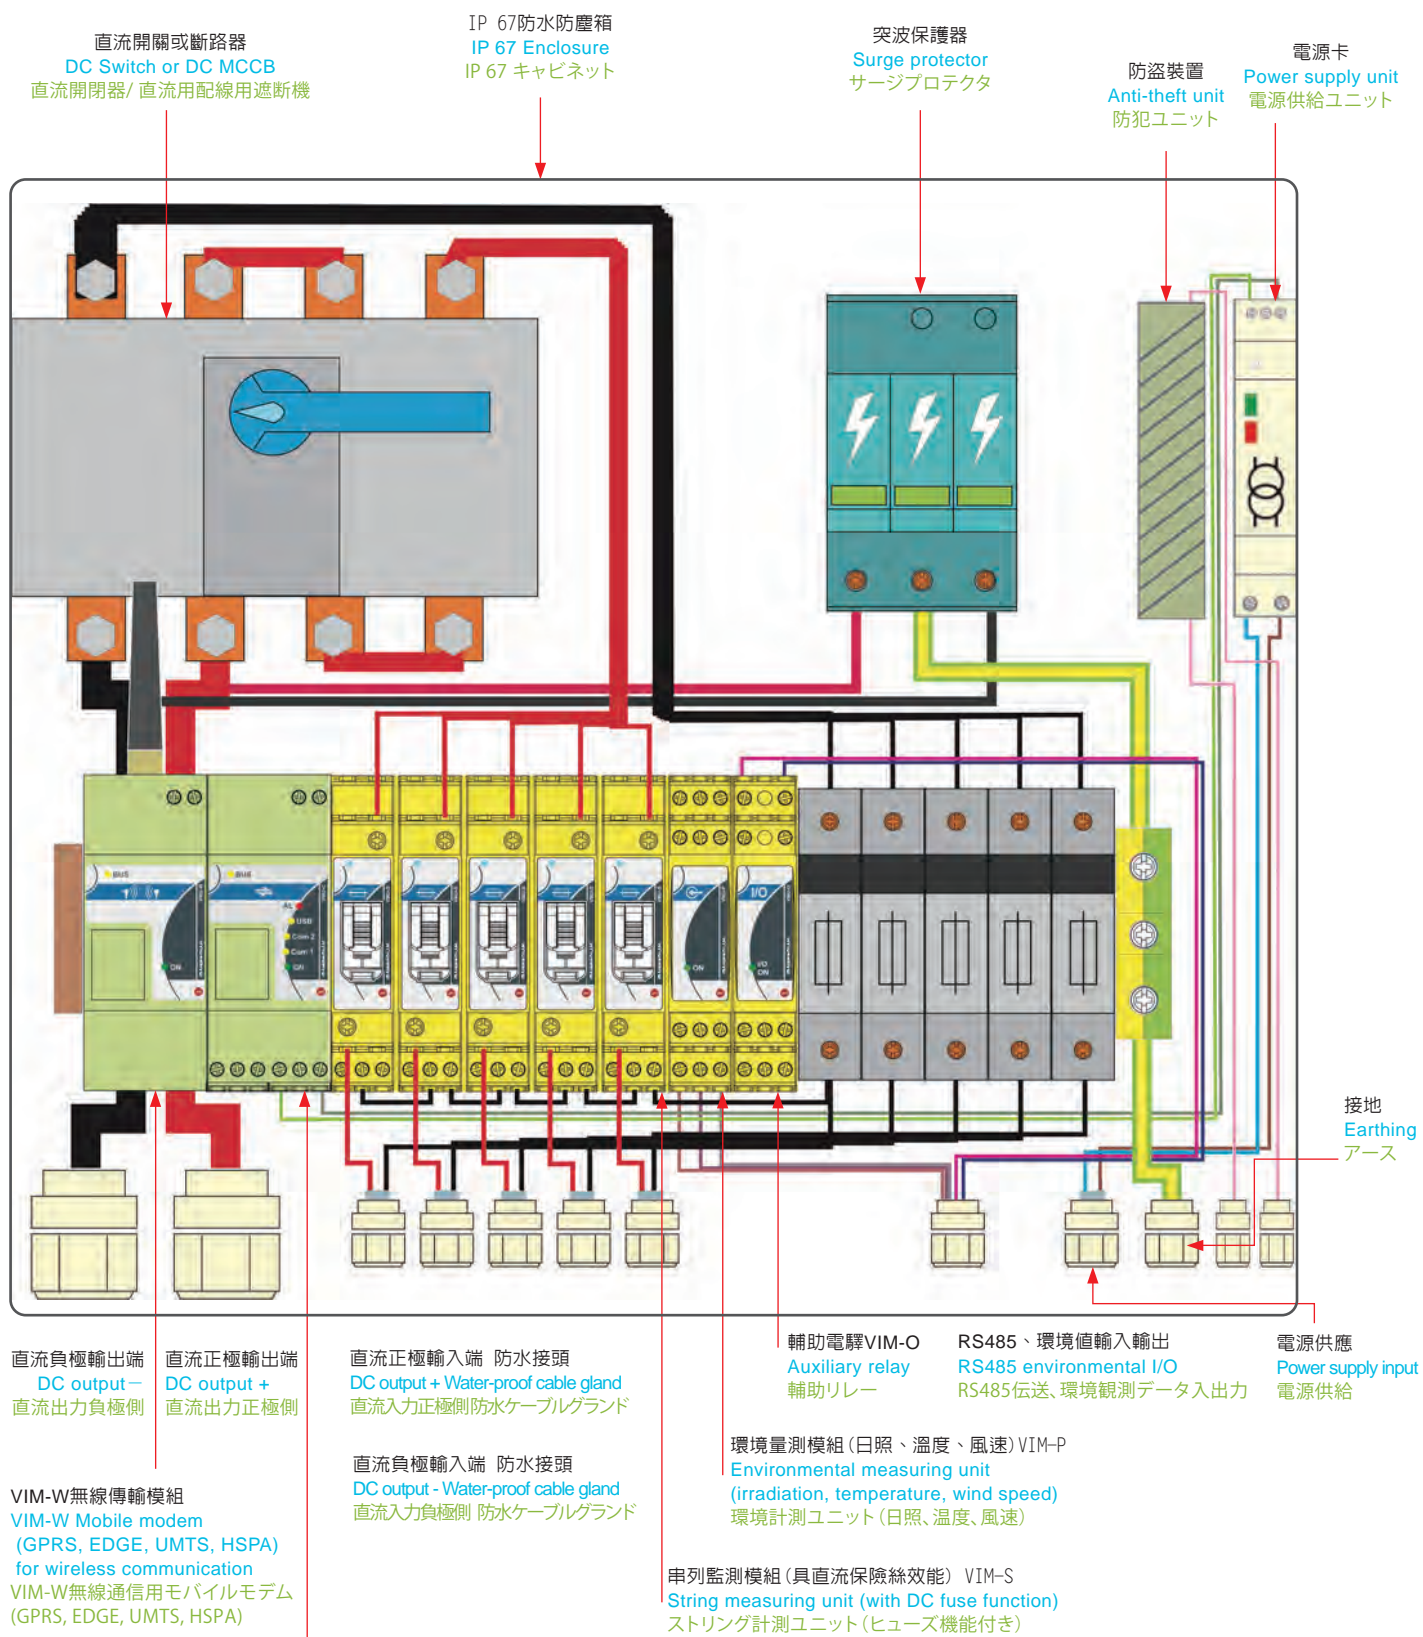 直流開關或斷路器
DC Switch or DC MCCB
直流開閉器/ 直流用配線用遮断機
IP 67防水防塵箱
IP 67 Enclosure
IP 67 キャビネット
突波保護器
Surge protector
サージプロテクタ
防盜裝置
Anti-theft unit
防犯ユニット
電源卡
Power supply unit
電源供給ユニット
BUS
ON
BUS
AL
USB
Com 2
Com 1
ON
ON
I/O
I/O
ON
接地
Earthing
アース
直流負極輸出端
DC output－
直流出力負極側
直流正極輸出端
DC output +
直流出力正極側
直流正極輸入端 防水接頭
DC output + Water-proof cable gland
直流入力正極側防水ケーブルグランド
輔助電驛VIM-O
Auxiliary relay
輔助リレー
RS485、環境値輸入輸出
RS485 environmental I/O
RS485伝送、環境観測データ入出力
電源供應
Power supply input
電源供給
直流負極輸入端 防水接頭
DC output - Water-proof cable gland
直流入力負極側 防水ケーブルグランド
環境量測模組(日照、溫度、風速)VIM-P
Environmental measuring unit
(irradiation, temperature, wind speed)
環境計測ユニット(日照、温度、風速)
VIM-W無線傳輸模組
VIM-W Mobile modem
(GPRS, EDGE, UMTS, HSPA)
for wireless communication
VIM-W無線通信用モバイルモデム
(GPRS, EDGE, UMTS, HSPA)
串列監測模組(具直流保險絲效能) VIM-S
String measuring unit (with DC fuse function)
ストリング計測ユニット(ヒューズ機能付き)